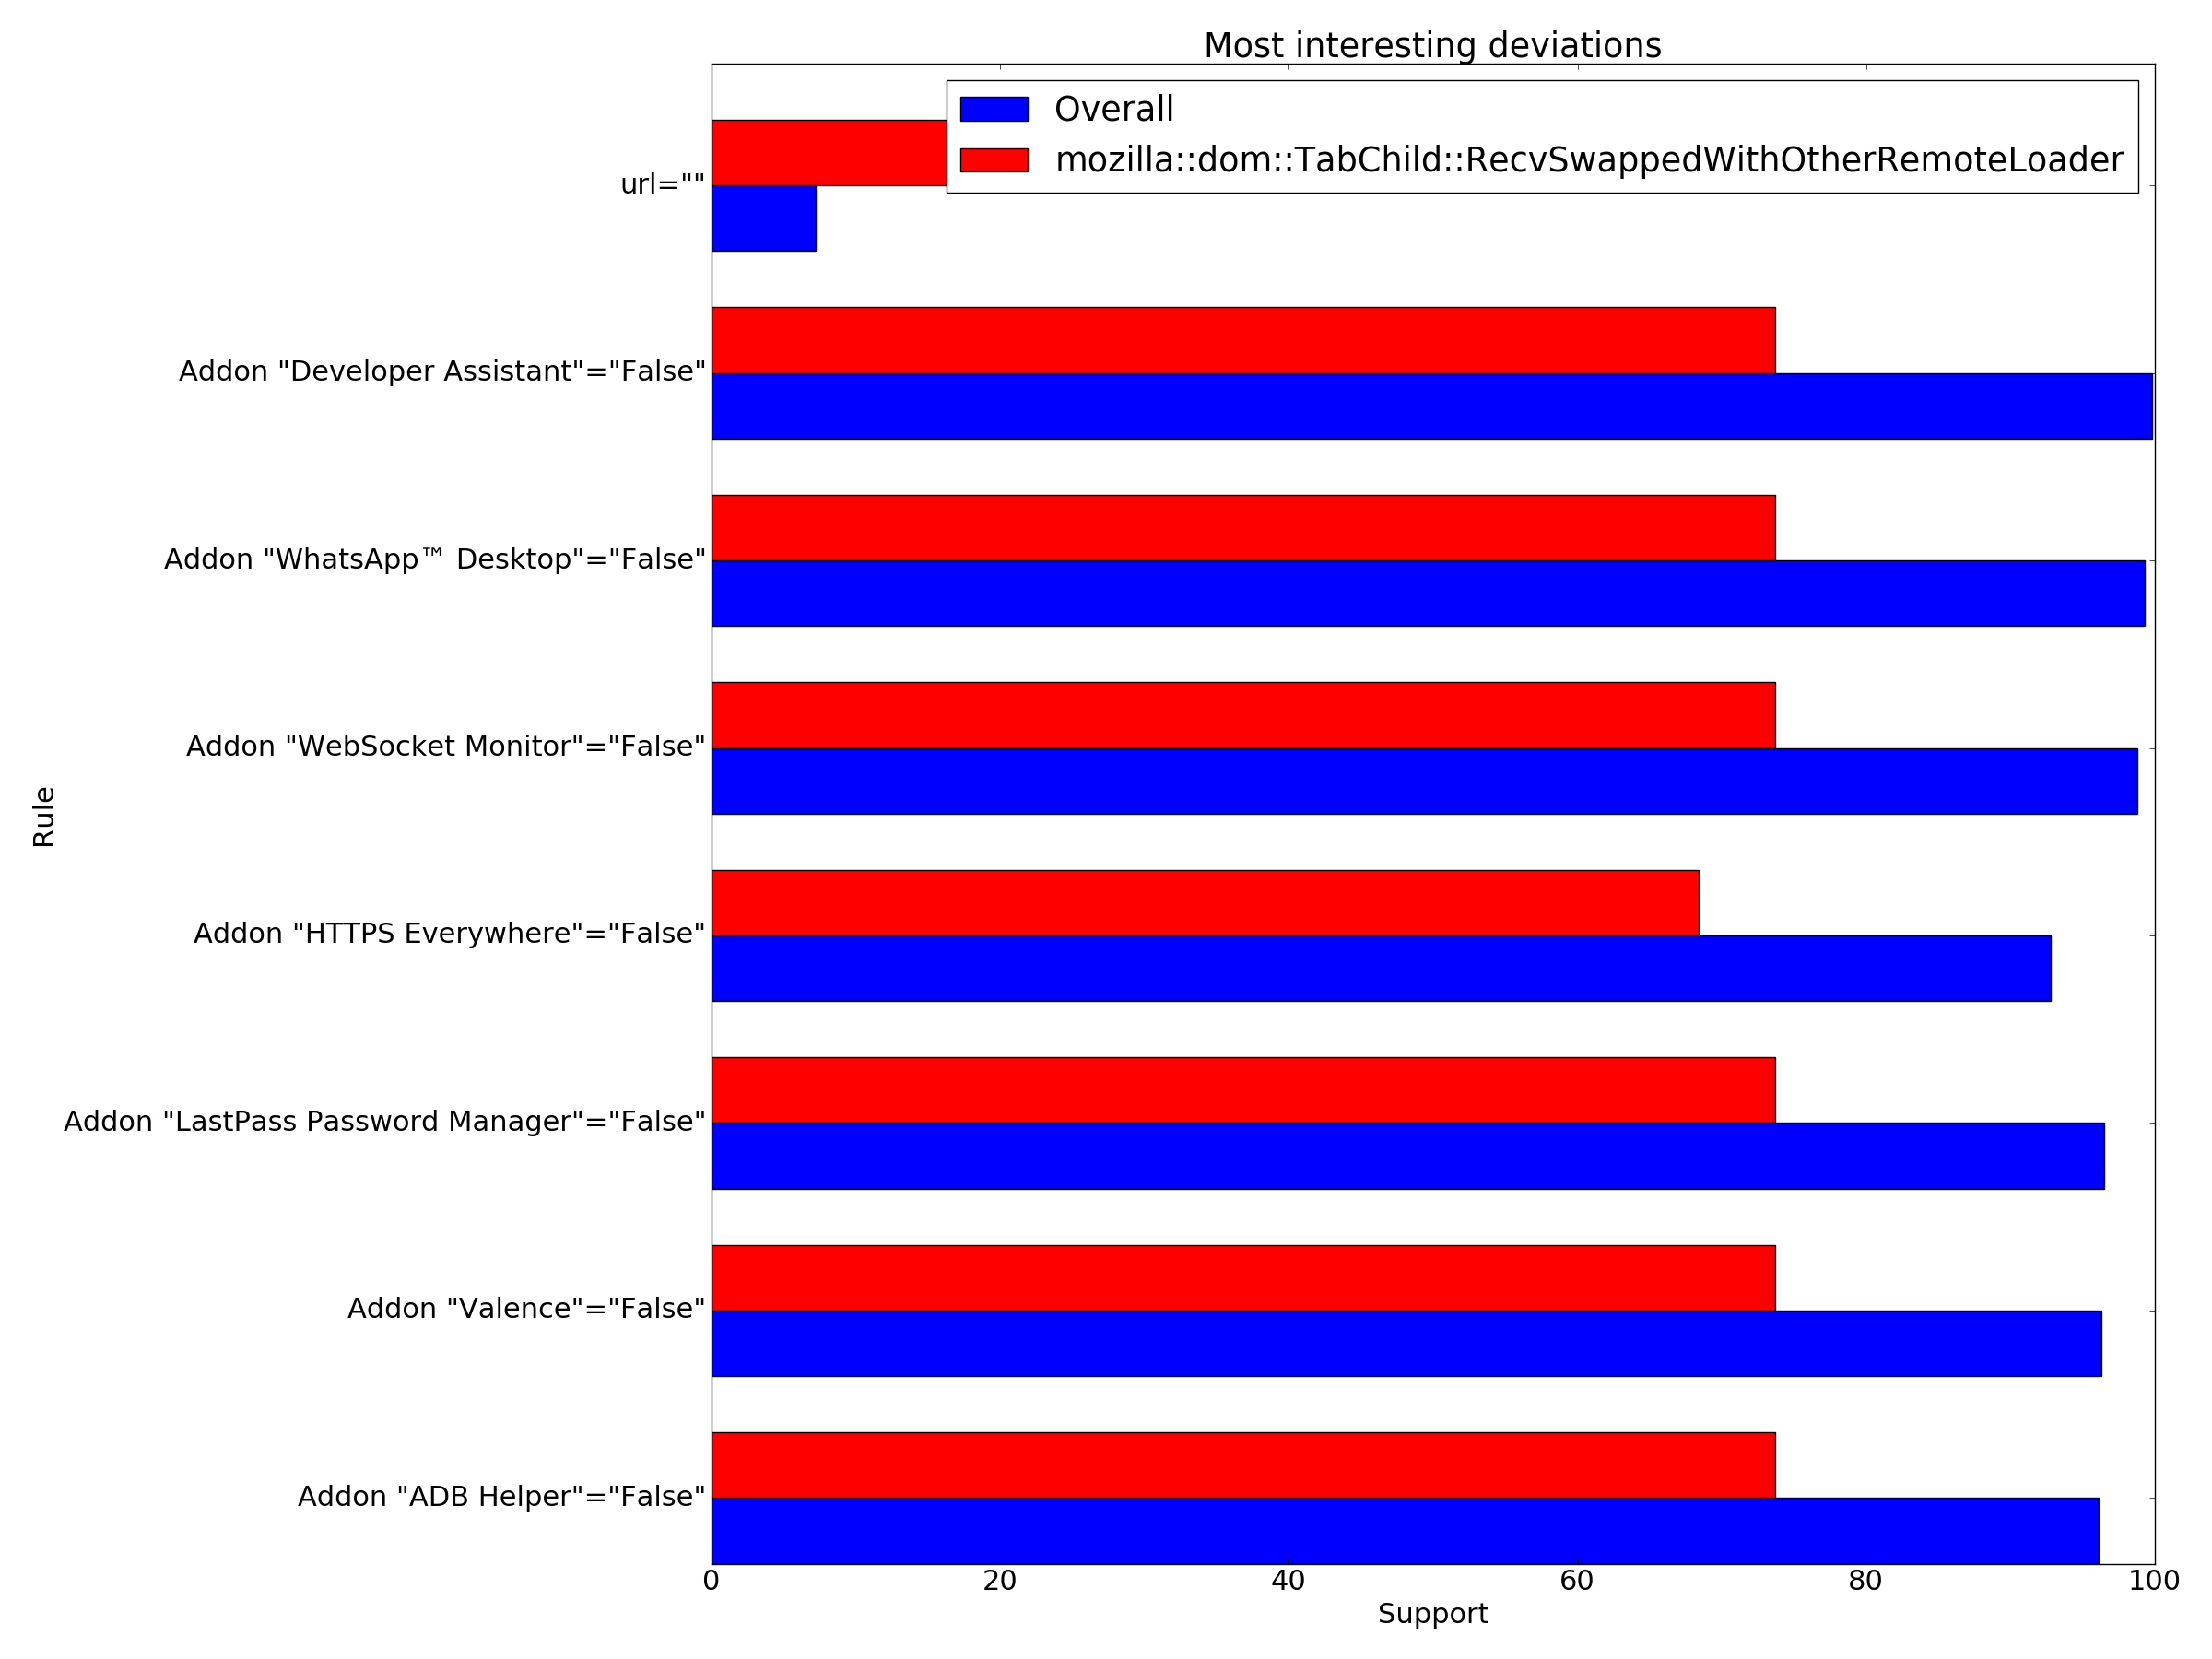 Most interesting deviations
Overall
mozilla::dom::TabChild::RecvSwappedWithOtherRemoteLoader
url=""
Addon "Developer Assistant"="False"
Addon "WhatsApp™ Desktop"="False"
Addon "WebSocket Monitor"="False"
Addon "HTTPS Everywhere"="False"
Addon "LastPass Password Manager"="False"
Addon "Valence"="False"
Addon "ADB Helper"="False"
Rule
0 20 40 60 80 100
Support